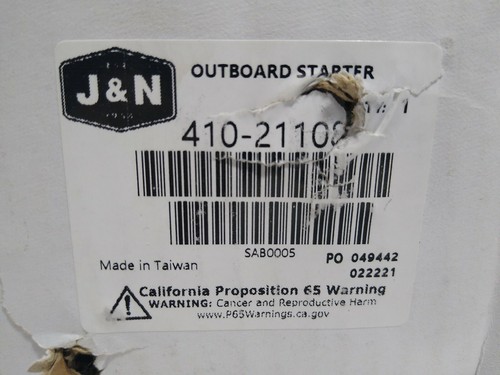 J&N
OUTBOARD STARTER
410-21108
SAB0005
PO 049442
Made in Taiwan
022221
California Proposition 65 Warning
WARNING: Cancer and Reproductive Harm
www.P65Warnings.ca.gov